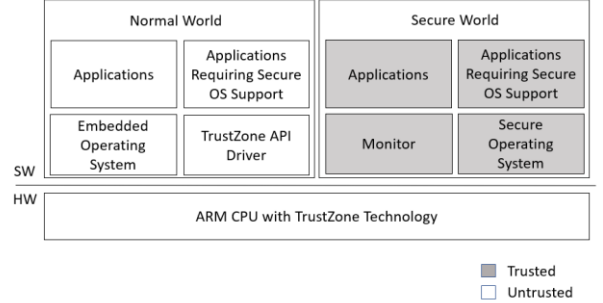 Normal World
Secure World
Applications
Applications
Requiring Secure
OS Support
Applications
Applications
Requiring Secure
OS Support
Embedded
Operating
System
TrustZone API
Driver
Monitor
Secure
Operating
System
SW
HW
ARM CPU with TrustZone Technology
Trusted
Untrusted